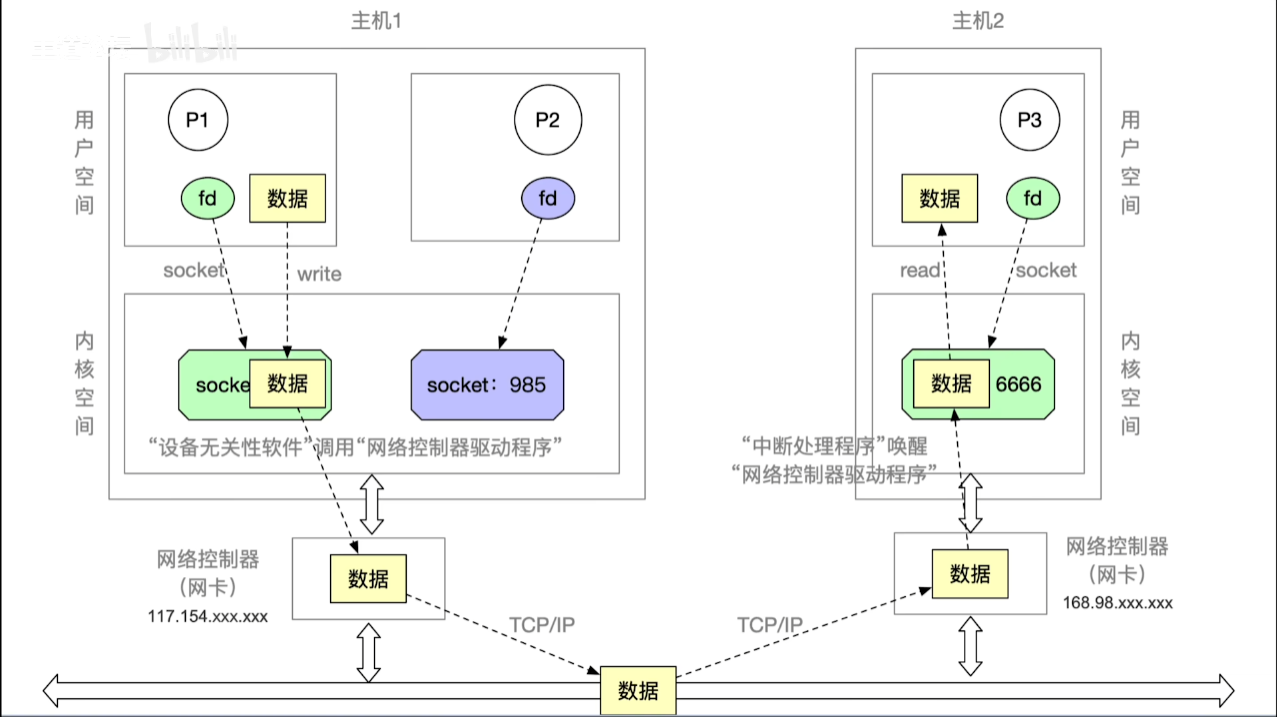 主机1
主机2
bilibili
用户空间
P1
P2
P3
用户空间
fd
数据
fd
数据
fd
socket
write
read
socket
内核空间
socke
数据
socket：985
数据
6666
内核空间
“设备无关性软件”调用“网络控制器驱动程序”
“中断处理程序”唤醒
“网络控制器驱动程序”
网络控制器
（网卡）
117.154.xxx.xxx
数据
数据
网络控制器
（网卡）
168.98.xxx.xxx
TCP/IP
TCP/IP
数据